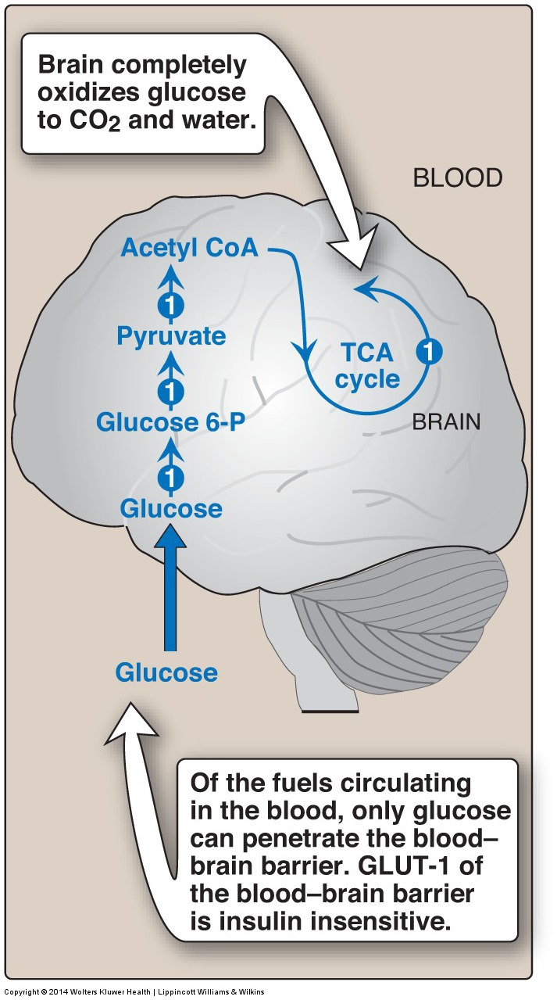 Brain completely
oxidizes glucose
to CO2 and water.
BLOOD
Acetyl CoA
1
Pyruvate
1
TCA
cycle
1
Glucose 6-P
BRAIN
1
Glucose
Glucose
Of the fuels circulating
in the blood, only glucose
can penetrate the blood–
brain barrier. GLUT-1 of
the blood–brain barrier
is insulin insensitive.
Copyright © 2014 Wolters Kluwer Health | Lippincott Williams & Wilkins